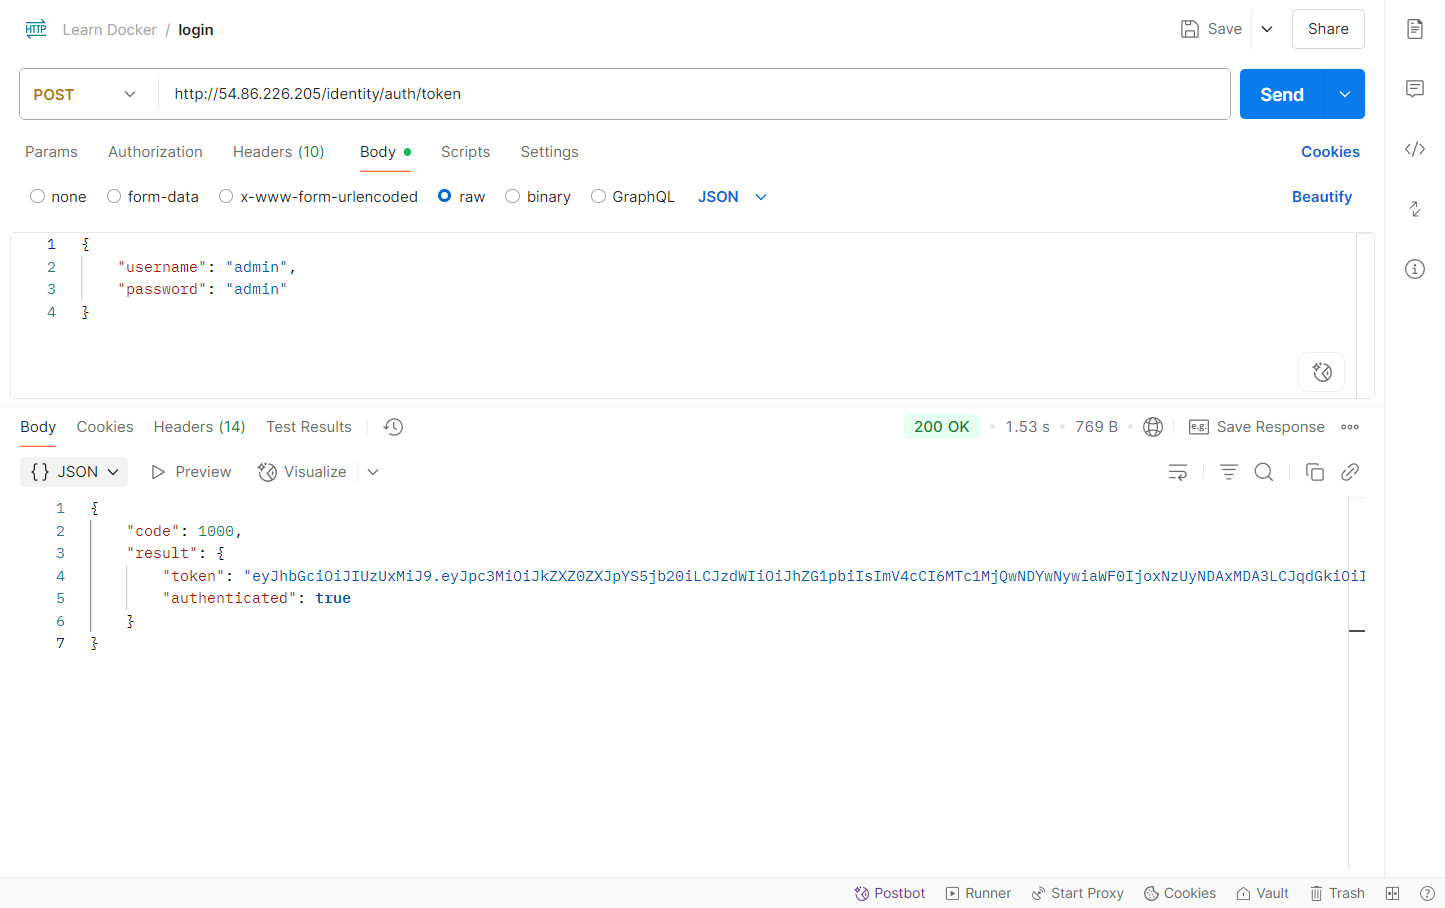 HTTP Learn Docker / login Save Share
POST http://54.86.226.205/identity/auth/token Send
Params Authorization Headers (10) Body Scripts Settings Cookies
none form-data x-www-form-urlencoded raw binary GraphQL JSON Beautify
1 {
2 "username": "admin",
3 "password": "admin"
4 }
Body Cookies Headers (14) Test Results 200 OK 1.53 s 769 B e.g. Save Response
{} JSON Preview Visualize
1 {
2 "code": 1000,
3 "result": {
4 "token": "eyJhbGciOiJIUzUxMiJ9.eyJpc3MiOiJkZXZ0ZXJpYS5jb20iLCJzdWIiOiJhZG1pbiIsImV4cCI6MTc1MjQwNDYwNywiaWF0IjoxNzUyNDAxMDA3LCJqdGkiOiI
5 "authenticated": true
6 }
7 }
Postbot Runner Start Proxy Cookies Vault Trash